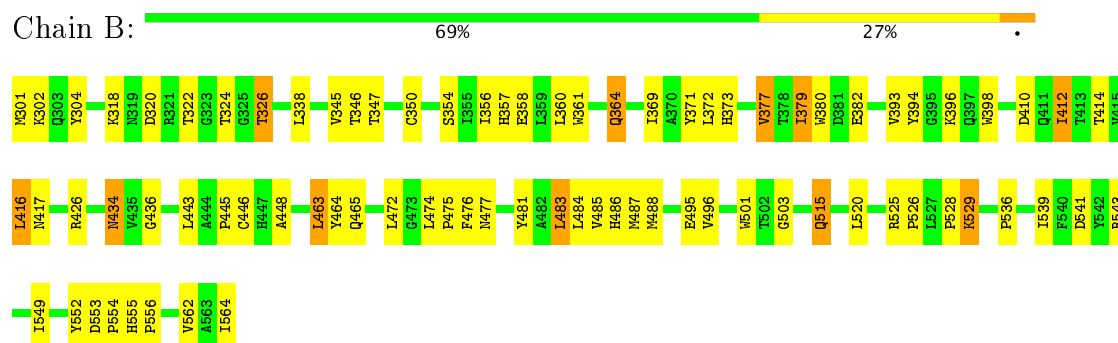 Chain B:
69% 27% •
M301 K302 Q303 Y304 K318 N319 D320 R321 T322 G323 T324 G325 T326 L338 V345 T346 T347 C350 S354 I355 I356 H357 E358 L359 L360 W361 Q364 I369 A370 Y371 L372 H373 V377 T378 I379 W380 D381 E382 V393 Y394 G395 K396 Q397 W398 D410 Q411 I412 T413 T414 V415
L416 N417 R426 N434 V435 G436 L443 A444 P445 C446 H447 A448 L463 Y464 Q465 L472 G473 L474 P475 F476 N477 Y481 A482 L483 L484 V485 H486 M487 M488 E495 V496 W501 T502 G503 Q515 L520 R525 P526 L527 P528 K529 P536 I539 F540 D541 Y542 R543
I549 Y552 D553 P554 H555 P556 V562 A563 I564